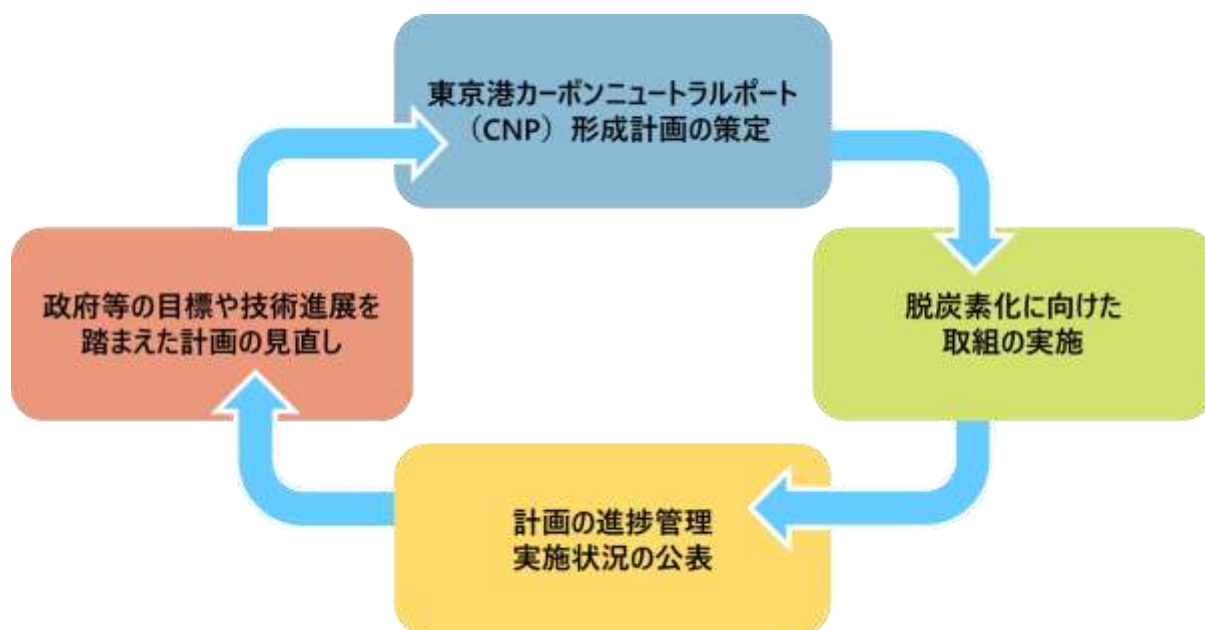 東京港カーボンニュートラルポート
（CNP）形成計画の策定
脱炭素化に向けた
取組の実施
計画の進捗管理
実施状況の公表
政府等の目標や技術進展を
踏まえた計画の見直し